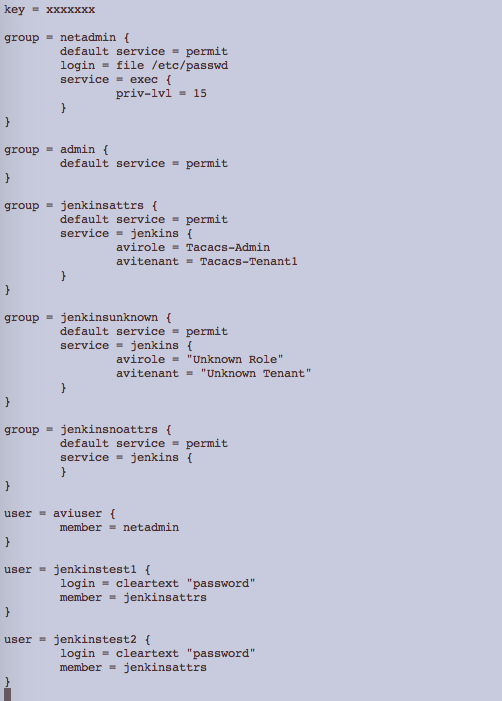 key = xxxxxxx
group = netadmin {
default service = permit
login = file /etc/passwd
service = exec {
priv-lvl = 15
}
}
group = admin {
default service = permit
}
group = jenkinsattrs {
default service = permit
service = jenkins {
avirole = Tacacs-Admin
avitenant = Tacacs-Tenant1
}
}
group = jenkinsunknown {
default service = permit
service = jenkins {
avirole = "Unknown Role"
avitenant = "Unknown Tenant"
}
}
group = jenkinsnoattrs {
default service = permit
service = jenkins {
}
}
user = aviuser {
member = netadmin
}
user = jenkinstest1 {
login = cleartext "password"
member = jenkinsattrs
}
user = jenkinstest2 {
login = cleartext "password"
member = jenkinsattrs
}